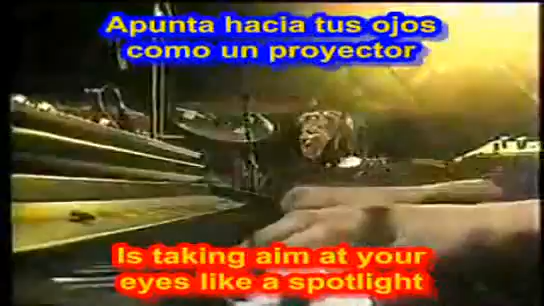 Apunta hacia tus ojos
como un proyector
Is taking aim at your
eyes like a spotlight